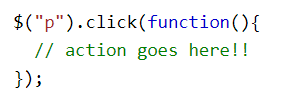 $("p").click(function(){
  // action goes here!!
});